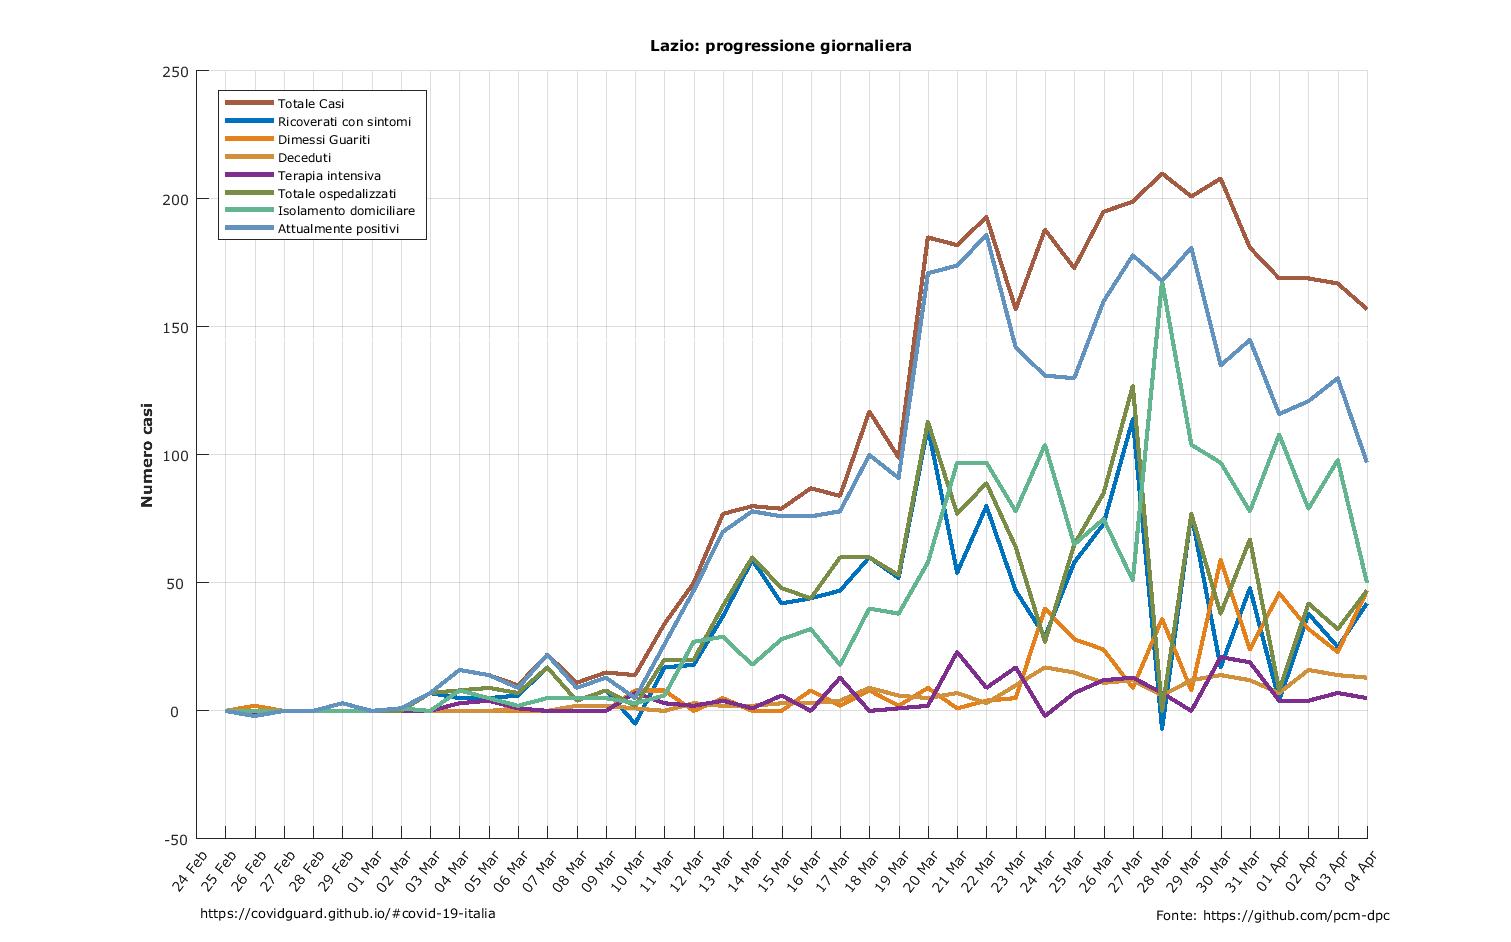 Lazio: progressione giornaliera
250
200
150
100
50
0
-50
Numero casi
Totale Casi
Ricoverati con sintomi
Dimessi Guariti
Deceduti
Terapia intensiva
Totale ospedalizzati
Isolamento domiciliare
Attualmente positivi
24 Feb
25 Feb
26 Feb
27 Feb
28 Feb
29 Feb
01 Mar
02 Mar
03 Mar
04 Mar
05 Mar
06 Mar
07 Mar
08 Mar
09 Mar
10 Mar
11 Mar
12 Mar
13 Mar
14 Mar
15 Mar
16 Mar
17 Mar
18 Mar
19 Mar
20 Mar
21 Mar
22 Mar
23 Mar
24 Mar
25 Mar
26 Mar
27 Mar
28 Mar
29 Mar
30 Mar
31 Mar
01 Apr
02 Apr
03 Apr
04 Apr
https://covidguard.github.io/#covid-19-italia
Fonte: https://github.com/pcm-dpc